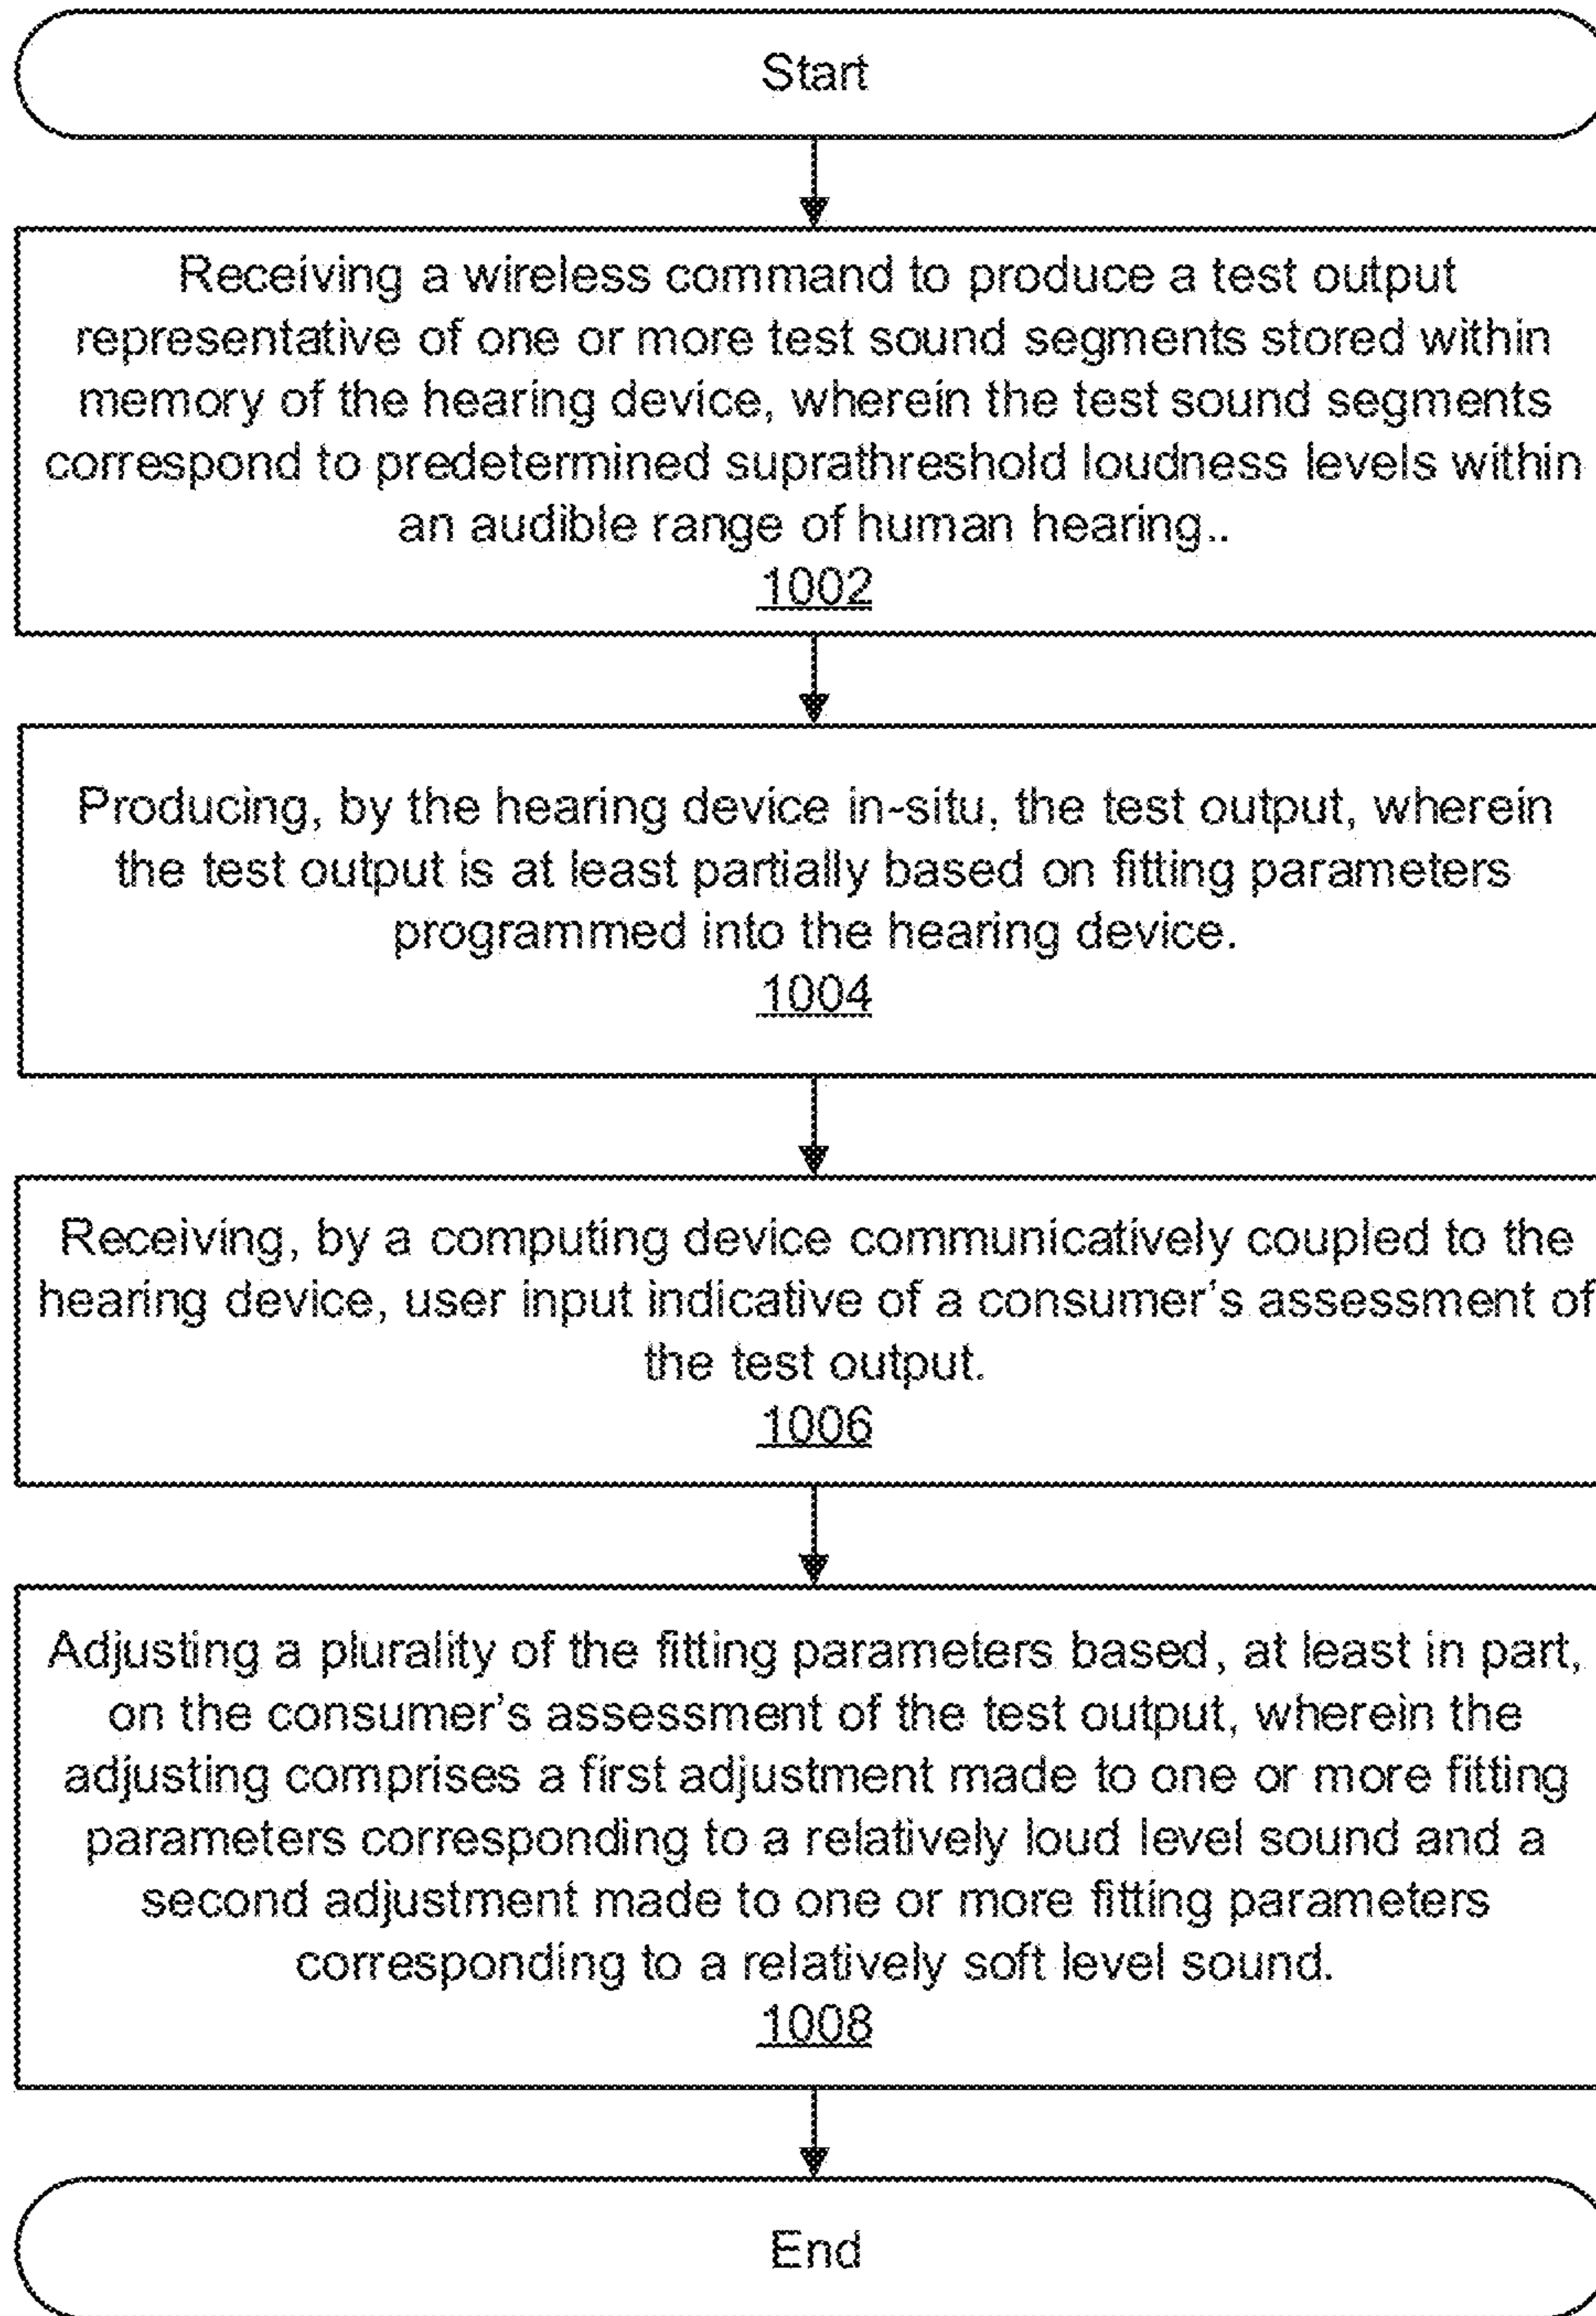 Start
Receiving a wireless command to produce a test output
representative of one or more test sound segments stored within
memory of the hearing device, wherein the test sound segments
correspond to predetermined suprathreshold loudness levels within
an audible range of human hearing..
1002
Producing, by the hearing device in-situ, the test output, wherein
the test output is at least partially based on fitting parameters
programmed into the hearing device.
1004
Receiving, by a computing device communicatively coupled to the
hearing device, user input indicative of a consumer's assessment of
the test output.
1006
Adjusting a plurality of the fitting parameters based, at least in part,
on the consumer's assessment of the test output, wherein the
adjusting comprises a first adjustment made to one or more fitting
parameters corresponding to a relatively loud level sound and a
second adjustment made to one or more fitting parameters
corresponding to a relatively soft level sound.
1008
End